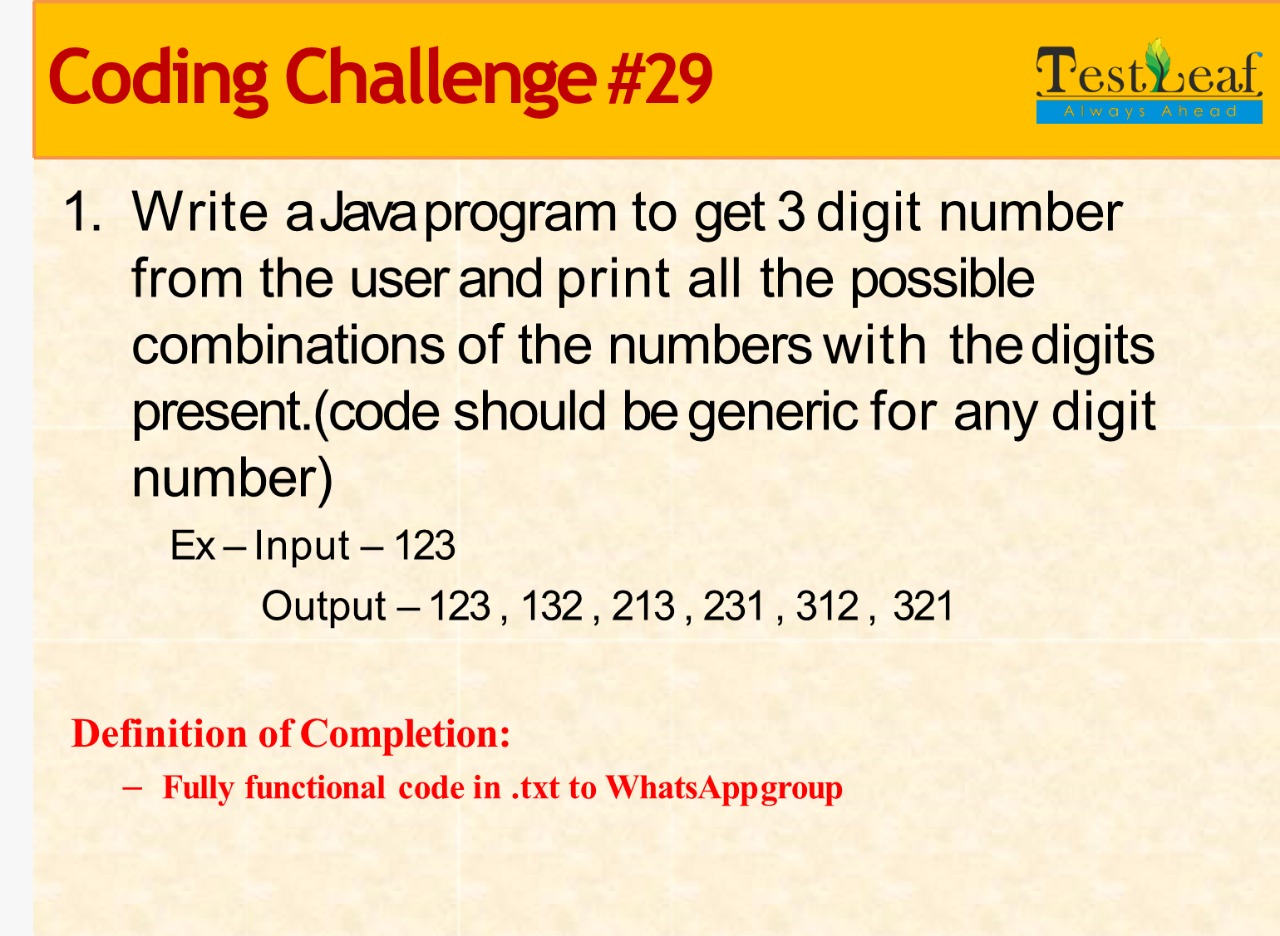 Coding Challenge #29
TestLeaf
Always Ahead
1. Write a Java program to get 3 digit number
from the user and print all the possible
combinations of the numbers with the digits
present.(code should be generic for any digit
number)
Ex – Input – 123
Output – 123 , 132 , 213 , 231 , 312 , 321
Definition of Completion:
– Fully functional code in .txt to WhatsApp group